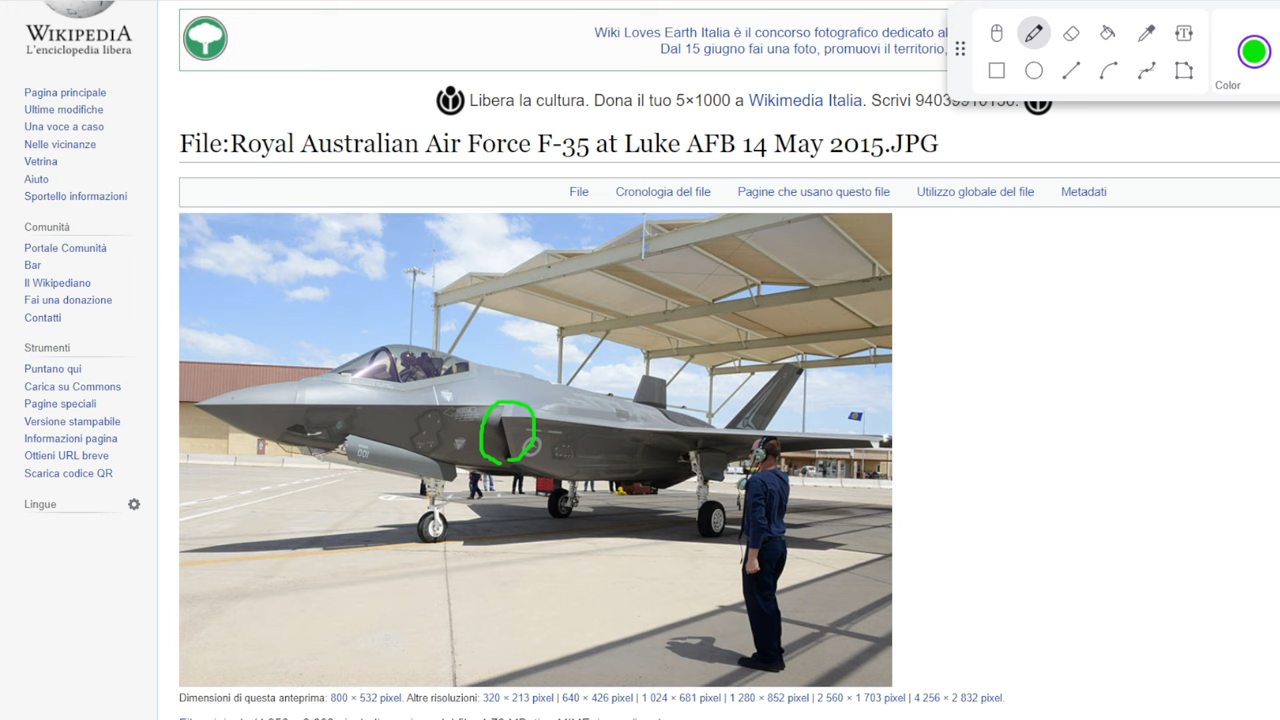 WIKIPEDIA
L'enciclopedia libera
Pagina principale
Ultime modifiche
Una voce a caso
Nelle vicinanze
Vetrina
Aiuto
Sportello informazioni
Comunità
Portale Comunità
Bar
Il Wikipediano
Fai una donazione
Contatti
Strumenti
Puntano qui
Carica su Commons
Pagine speciali
Versione stampabile
Informazioni pagina
Ottieni URL breve
Scarica codice QR
Lingue
Wiki Loves Earth Italia è il concorso fotografico dedicato al
Dal 15 giugno fai una foto, promuovi il territorio,
Libera la cultura. Dona il tuo 5×1000 a Wikimedia Italia. Scrivi
File:Royal Australian Air Force F-35 at Luke AFB 14 May 2015.JPG
File Cronologia del file Pagine che usano questo file Utilizzo globale del file Metadati
001
Dimensioni di questa anteprima: 800 × 532 pixel. Altre risoluzioni: 320 × 213 pixel | 640 × 426 pixel | 1 024 × 681 pixel | 1 280 × 852 pixel | 2 560 × 1 703 pixel | 4 256 × 2 832 pixel.
Color